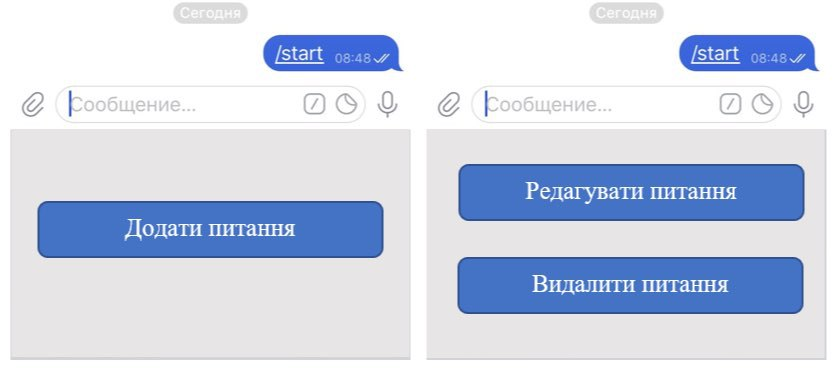 Сегодня
/start 08:48
Сообщение...
Додати питання
Сегодня
/start 08:48
Сообщение...
Редагувати питання
Видалити питання